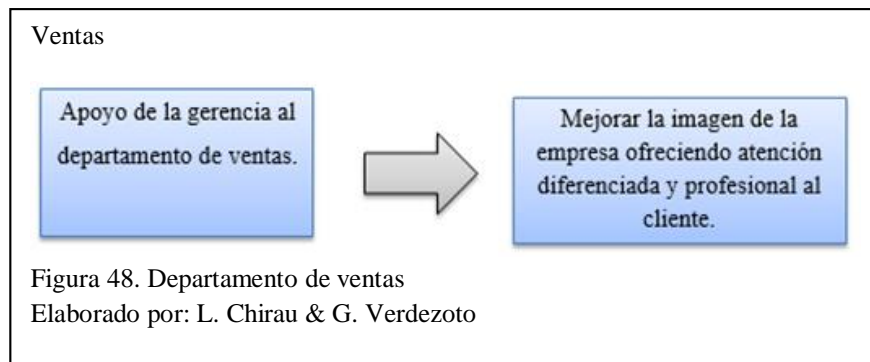 Ventas
Apoyo de la gerencia al
departamento de ventas.
Mejorar la imagen de la
empresa ofreciendo atención
diferenciada y profesional al
cliente.
Figura 48. Departamento de ventas
Elaborado por: L. Chirau & G. Verdezoto